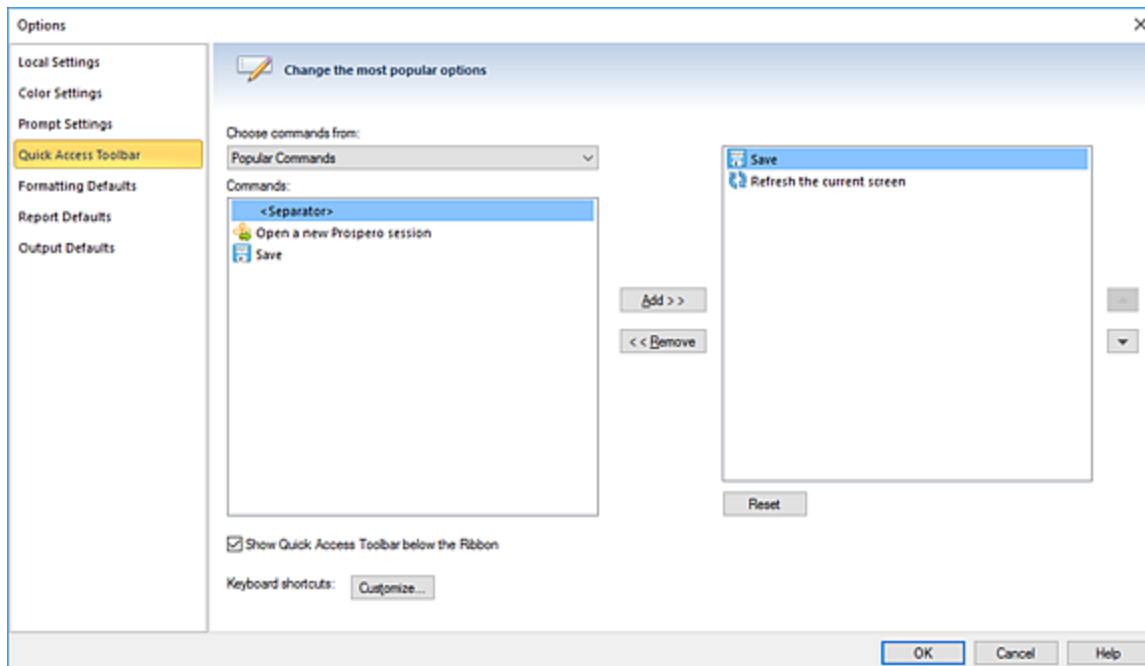 Options
Local Settings
Color Settings
Prompt Settings
Quick Access Toolbar
Formatting Defaults
Report Defaults
Output Defaults
Change the most popular options
Choose commands from:
Popular Commands
Commands:
<Separator>
Open a new Prospero session
Save
Add > >
< < Remove
Save
Refresh the current screen
Reset
Show Quick Access Toolbar below the Ribbon
Keyboard shortcuts:
Customize...
OK
Cancel
Help